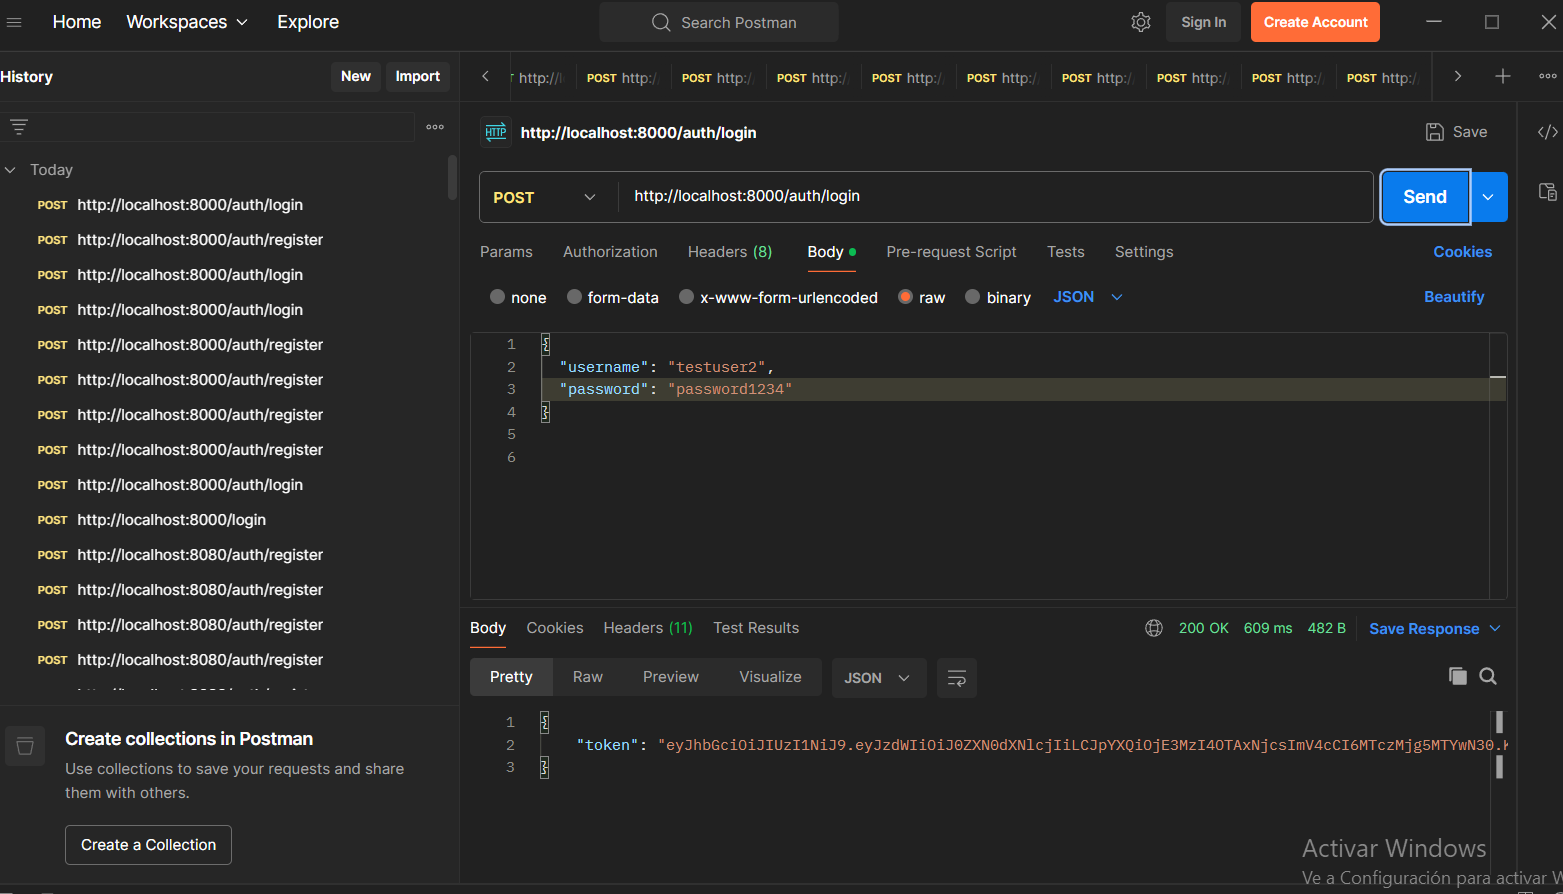 Home Workspaces Explore Search Postman Sign In Create Account
History New Import
http:// POST http:/ POST http:/ POST http:/ POST http:/ POST http:/ POST http:/ POST http:/ POST http:/ POST http:/
HTTP http://localhost:8000/auth/login Save
Today
POST http://localhost:8000/auth/login
POST http://localhost:8000/auth/register
POST http://localhost:8000/auth/login
POST http://localhost:8000/auth/login
POST http://localhost:8000/auth/register
POST http://localhost:8000/auth/register
POST http://localhost:8000/auth/register
POST http://localhost:8000/auth/register
POST http://localhost:8000/auth/login
POST http://localhost:8000/login
POST http://localhost:8080/auth/register
POST http://localhost:8080/auth/register
POST http://localhost:8080/auth/register
POST http://localhost:8080/auth/register
Create collections in Postman
Use collections to save your requests and share
them with others.
Create a Collection
POST http://localhost:8000/auth/login Send
Params Authorization Headers (8) Body Pre-request Script Tests Settings Cookies
none form-data x-www-form-urlencoded raw binary JSON Beautify
1 {
2 "username": "testuser2",
3 "password": "password1234"
4 }
5
6
Body Cookies Headers (11) Test Results 200 OK 609 ms 482 B Save Response
Pretty Raw Preview Visualize JSON
1 {
2 "token": "eyJhbGciOiJIUzI1NiJ9.eyJzdWIiOiJ0ZXN0dXNlcjIiLCJpYXQiOjE3MzI4OTAxNjcsImV4cCI6MTczMjg5MTYwN30.
3 }
Activar Windows
Ve a Configuración para activar